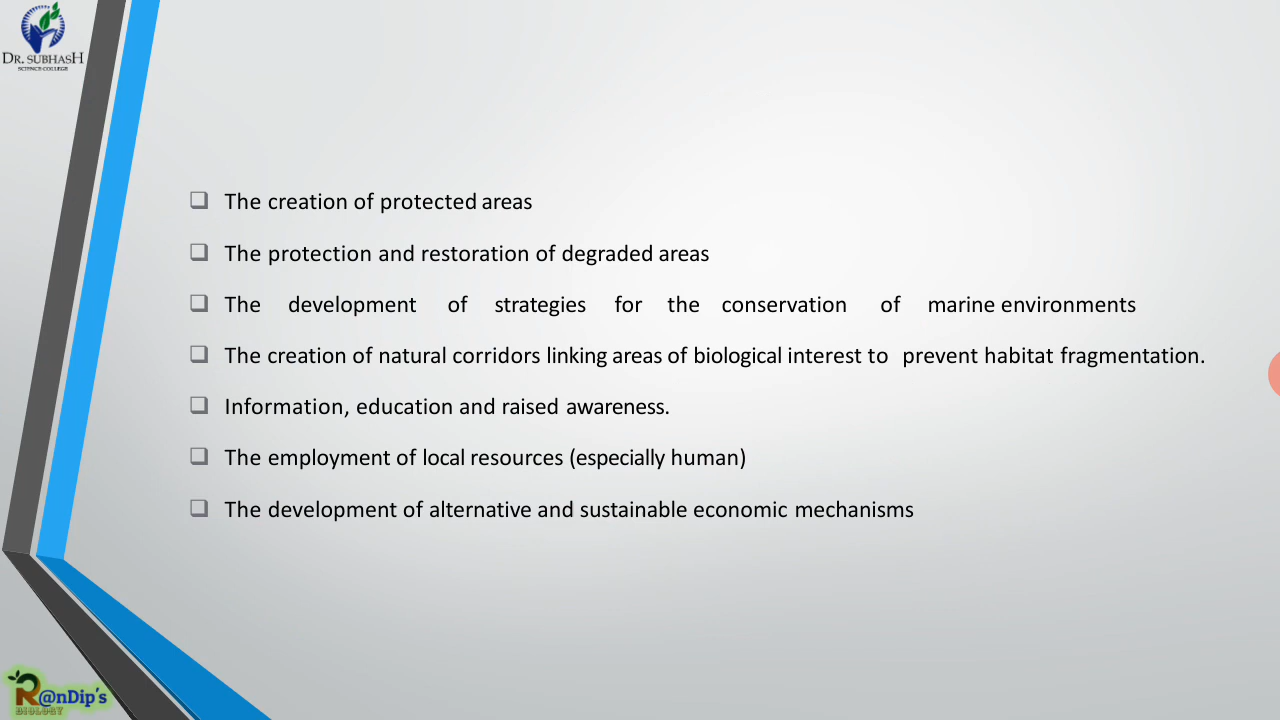 DR. SUBHASH
SCIENCE COLLEGE
The creation of protected areas
The protection and restoration of degraded areas
The development of strategies for the conservation of marine environments
The creation of natural corridors linking areas of biological interest to prevent habitat fragmentation.
Information, education and raised awareness.
The employment of local resources (especially human)
The development of alternative and sustainable economic mechanisms
R@nDip's
BIOLOGY